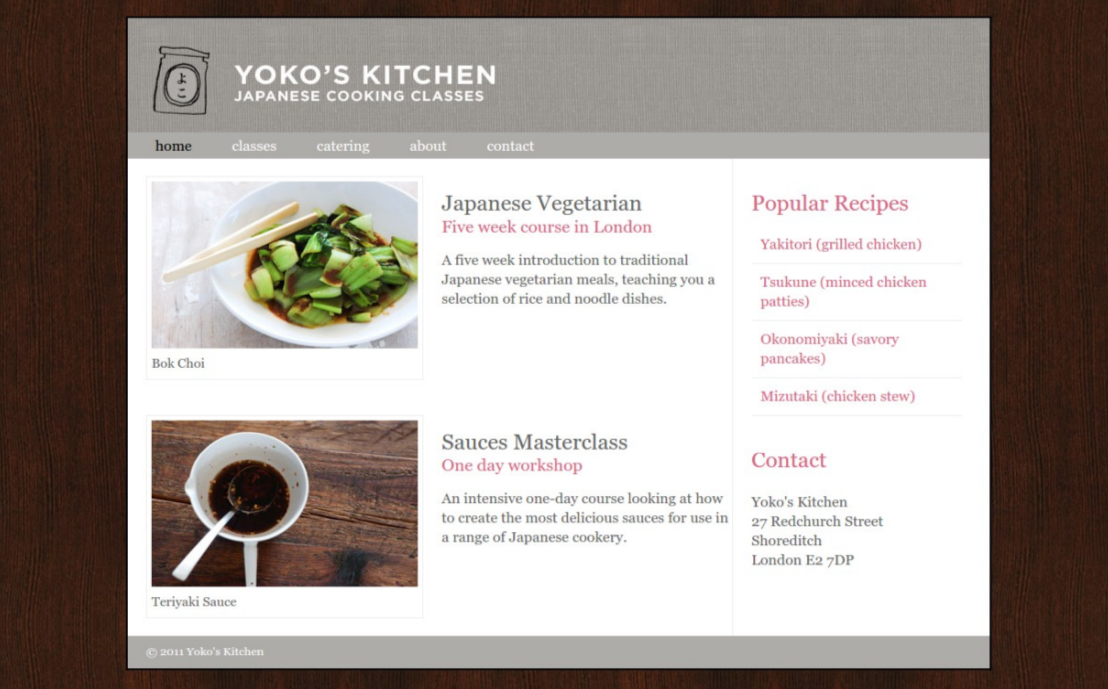 よこ
YOKO'S KITCHEN
JAPANESE COOKING CLASSES
home classes catering about contact
Bok Choi
Japanese Vegetarian
Five week course in London
A five week introduction to traditional
Japanese vegetarian meals, teaching you a
selection of rice and noodle dishes.
Teriyaki Sauce
Sauces Masterclass
One day workshop
An intensive one-day course looking at how
to create the most delicious sauces for use in
a range of Japanese cookery.
Popular Recipes
Yakitori (grilled chicken)
Tsukune (minced chicken
patties)
Okonomiyaki (savory
pancakes)
Mizutaki (chicken stew)
Contact
Yoko's Kitchen
27 Redchurch Street
Shoreditch
London E2 7DP
© 2011 Yoko's Kitchen